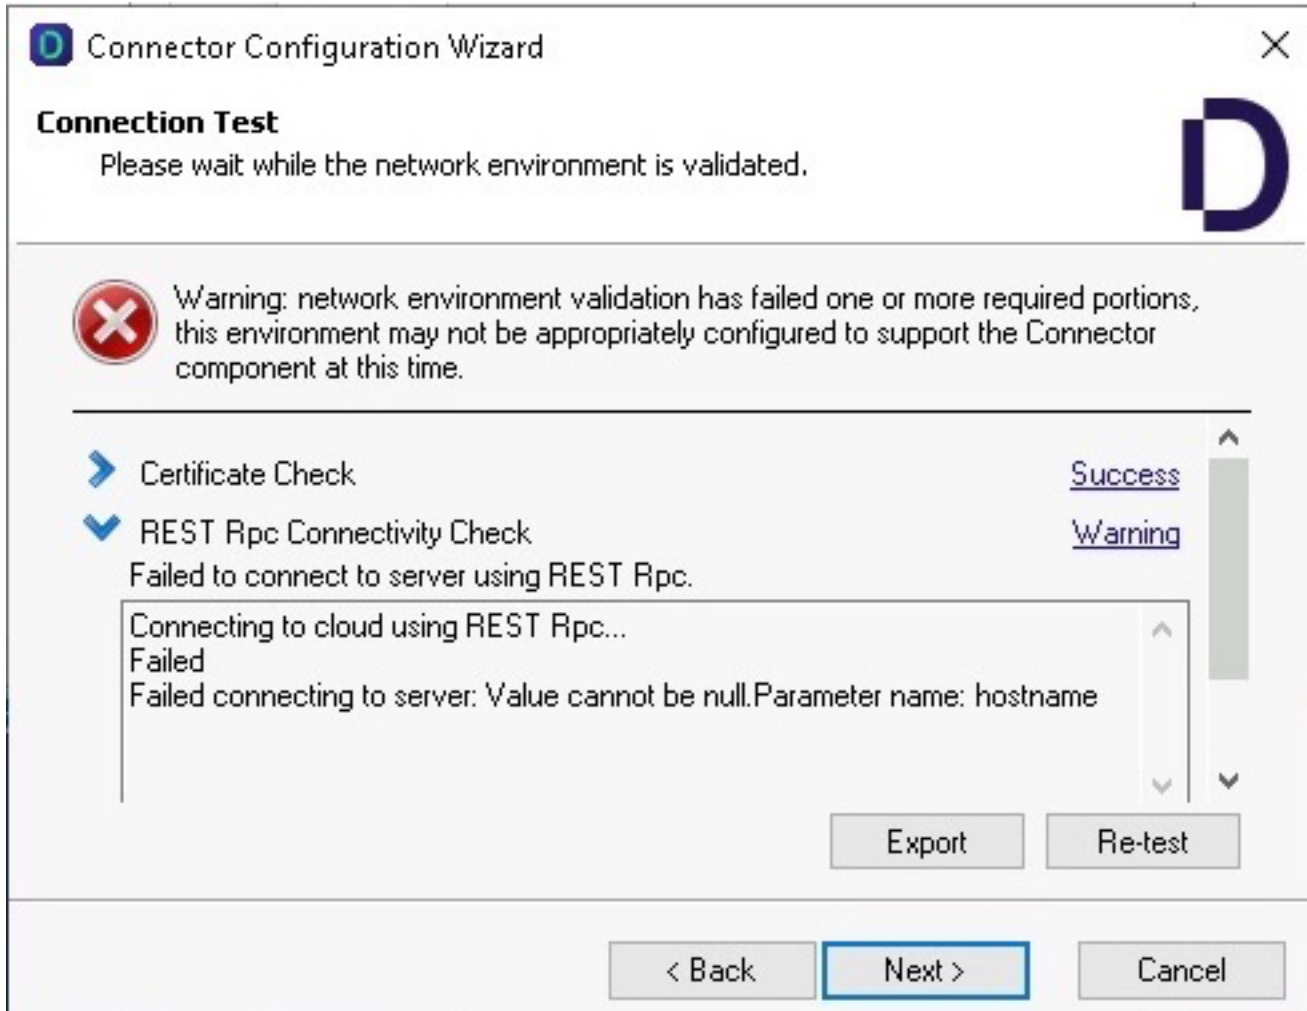 D Connector Configuration Wizard
Connection Test
Please wait while the network environment is validated.
D
Warning: network environment validation has failed one or more required portions,
this environment may not be appropriately configured to support the Connector
component at this time.
Certificate Check Success
REST Rpc Connectivity Check Warning
Failed to connect to server using REST Rpc.
Connecting to cloud using REST Rpc...
Failed
Failed connecting to server: Value cannot be null.Parameter name: hostname
Export Re-test
< Back Next > Cancel